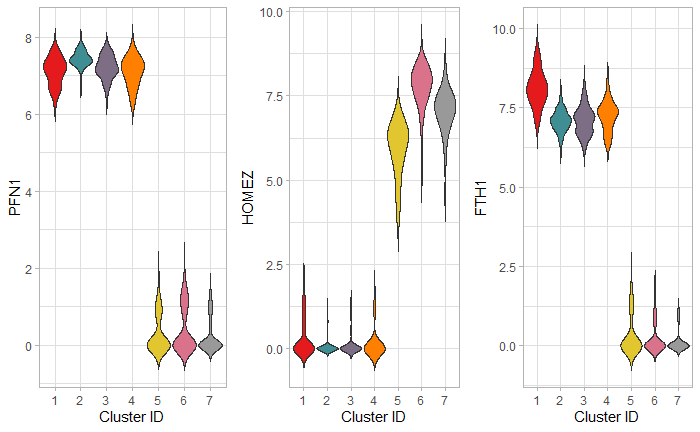 PFN1
8
6
4
2
0
1 2 3 4 5 6 7
Cluster ID
HOMEZ
10.0
7.5
5.0
2.5
0.0
1 2 3 4 5 6 7
Cluster ID
FTH1
10.0
7.5
5.0
2.5
0.0
1 2 3 4 5 6 7
Cluster ID